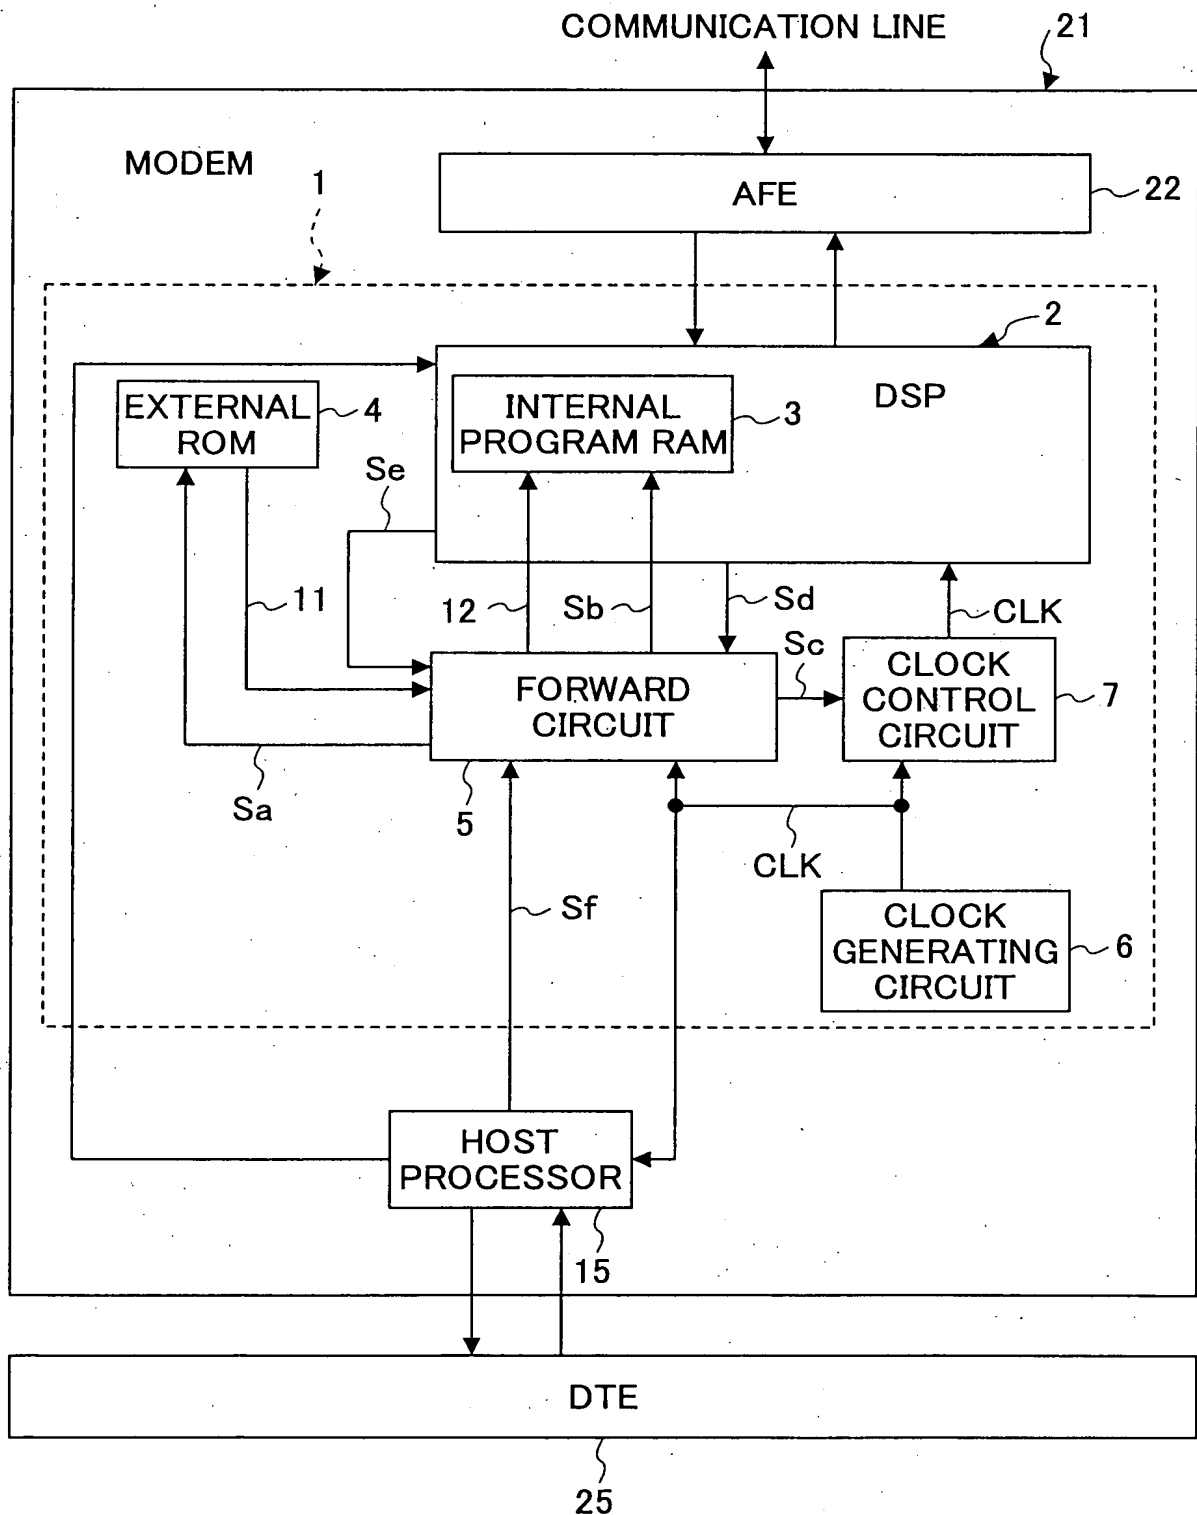 COMMUNICATION LINE
21
MODEM
1
AFE
22
2
EXTERNAL
ROM
4
INTERNAL
PROGRAM RAM
3
DSP
Se
11
12
Sb
Sd
CLK
Sc
FORWARD
CIRCUIT
CLOCK
CONTROL
CIRCUIT
7
Sa
5
CLK
Sf
CLOCK
GENERATING
CIRCUIT
6
HOST
PROCESSOR
15
DTE
25